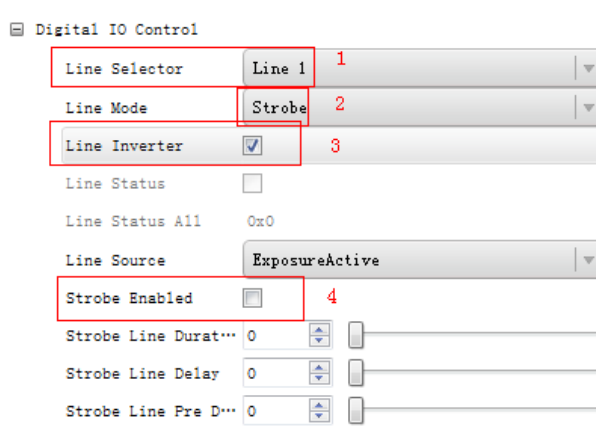 Digital IO Control
Line Selector Line 1 1
Line Mode Strobe 2
Line Inverter 3
Line Status
Line Status All 0x0
Line Source ExposureActive
Strobe Enabled 4
Strobe Line Durat··· 0
Strobe Line Delay 0
Strobe Line Pre D··· 0